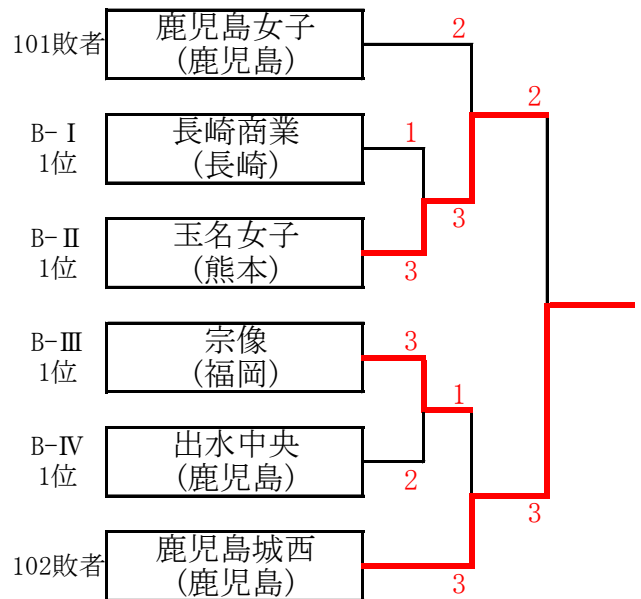 101敗者
鹿児島女子
(鹿児島)
2
2
B-Ⅰ
1位
長崎商業
(長崎)
1
3
B-Ⅱ
1位
玉名女子
(熊本)
3
B-Ⅲ
1位
宗像
(福岡)
3
1
B-Ⅳ
1位
出水中央
(鹿児島)
2
3
102敗者
鹿児島城西
(鹿児島)
3